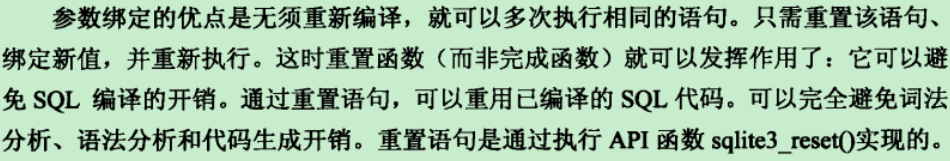 参数绑定的优点是无须重新编译，就可以多次执行相同的语句。只需重置该语句、
绑定新值，并重新执行。这时重置函数（而非完成函数）就可以发挥作用了：它可以避
免 SQL 编译的开销。通过重置语句，可以重用已编译的 SQL 代码。可以完全避免词法
分析、语法分析和代码生成开销。重置语句是通过执行 API 函数 sqlite3_reset()实现的。